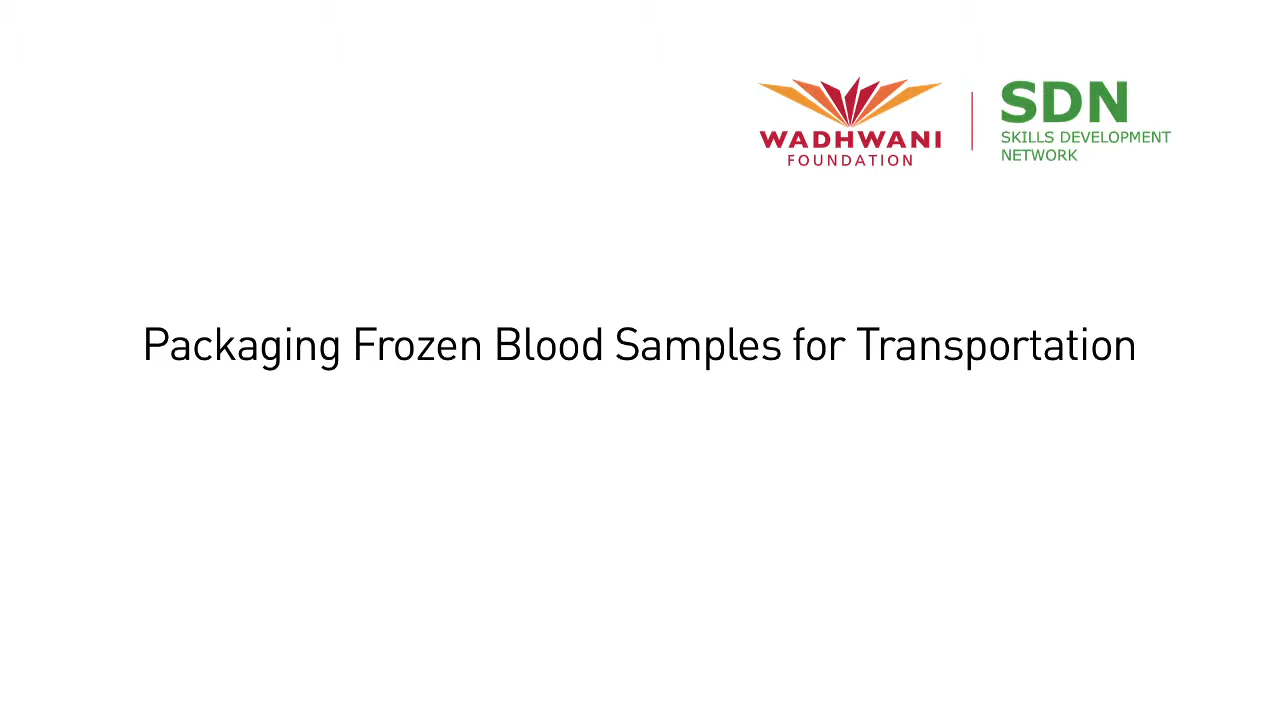 WADHWANI
FOUNDATION
SDN
SKILLS DEVELOPMENT
NETWORK
Packaging Frozen Blood Samples for Transportation